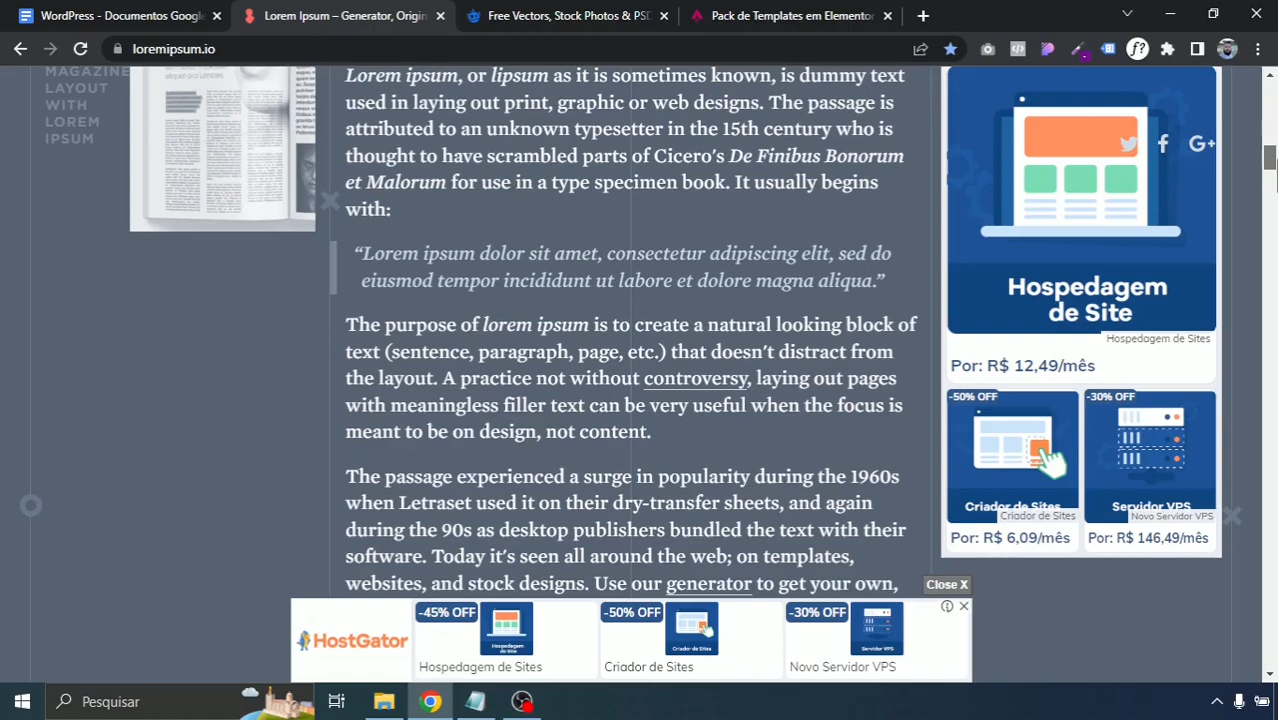 WordPress - Documentos Google
Lorem Ipsum – Generator, Origin
Free Vectors, Stock Photos & PSD
Pack de Templates em Elementor
loremipsum.io
MAGAZINE
LAYOUT
WITH
LOREM
IPSUM
Lorem ipsum, or lipsum as it is sometimes known, is dummy text
used in laying out print, graphic or web designs. The passage is
attributed to an unknown typesetter in the 15th century who is
thought to have scrambled parts of Cicero's De Finibus Bonorum
et Malorum for use in a type specimen book. It usually begins
with:
“Lorem ipsum dolor sit amet, consectetur adipiscing elit, sed do
eiusmod tempor incididunt ut labore et dolore magna aliqua.”
The purpose of lorem ipsum is to create a natural looking block of
text (sentence, paragraph, page, etc.) that doesn't distract from
the layout. A practice not without controversy, laying out pages
with meaningless filler text can be very useful when the focus is
meant to be on design, not content.
The passage experienced a surge in popularity during the 1960s
when Letraset used it on their dry-transfer sheets, and again
during the 90s as desktop publishers bundled the text with their
software. Today it's seen all around the web; on templates,
websites, and stock designs. Use our generator to get your own,
Hospedagem
de Site
Hospedagem de Sites
Por: R$ 12,49/mês
-50% OFF
Criador de Sites
Criador de Sites
Por: R$ 6,09/mês
-30% OFF
Servidor VPS
Novo Servidor VPS
Por: R$ 146,49/mês
Close X
HostGator
-45% OFF
Hospedagem de Sites
-50% OFF
Criador de Sites
Criador de Sites
-30% OFF
Servidor VPS
Novo Servidor VPS
Pesquisar